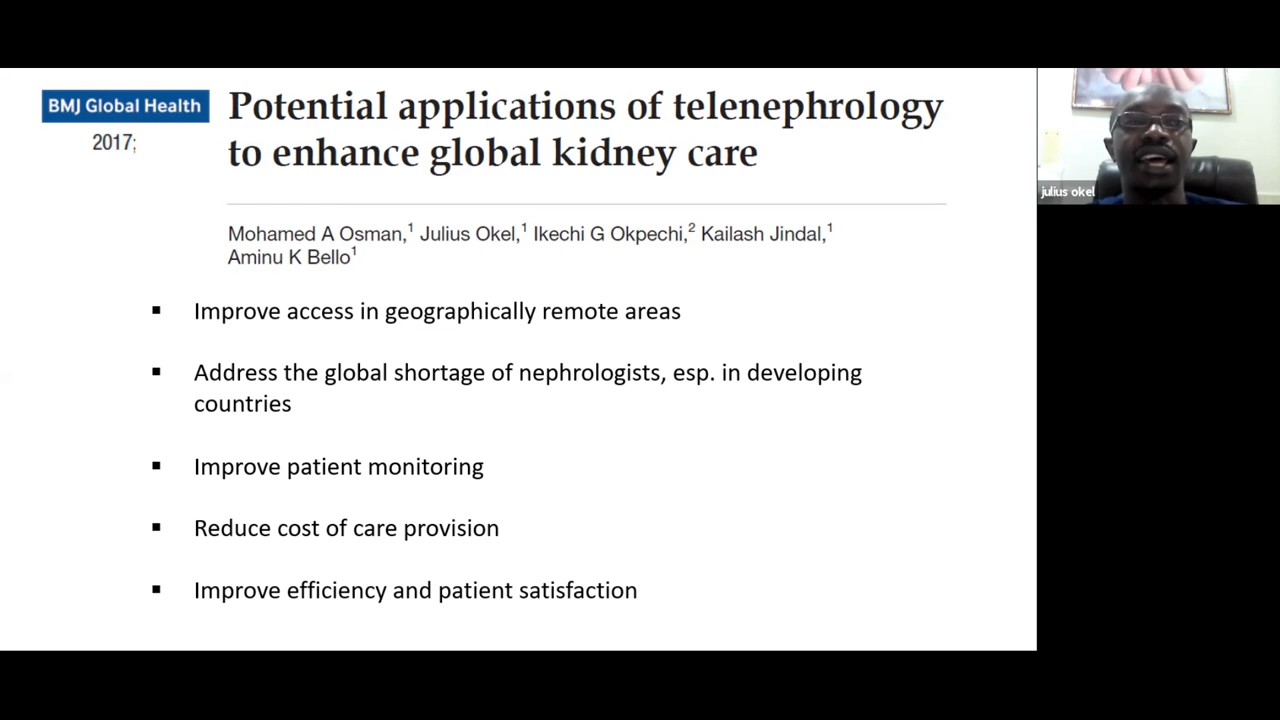 BMJ Global Health
2017;
Potential applications of telenephrology
to enhance global kidney care
Mohamed A Osman,1 Julius Okel,1 Ikechi G Okpechi,2 Kailash Jindal,1
Aminu K Bello1
▪ Improve access in geographically remote areas
▪ Address the global shortage of nephrologists, esp. in developing
countries
▪ Improve patient monitoring
▪ Reduce cost of care provision
▪ Improve efficiency and patient satisfaction
julius okel